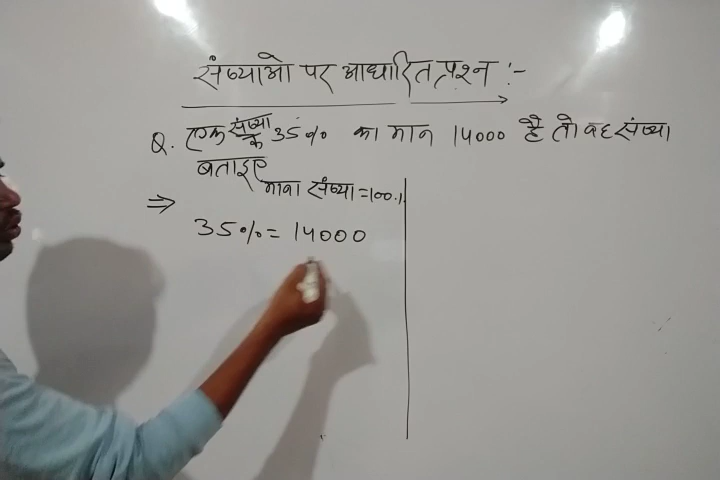 संख्याओ पर आधारित प्रश्न :-
Q. एक संख्या के 35% का मान 14000 है तो वह संख्या
बताइए
⇒ माना संख्या = 100%
35% = 14000